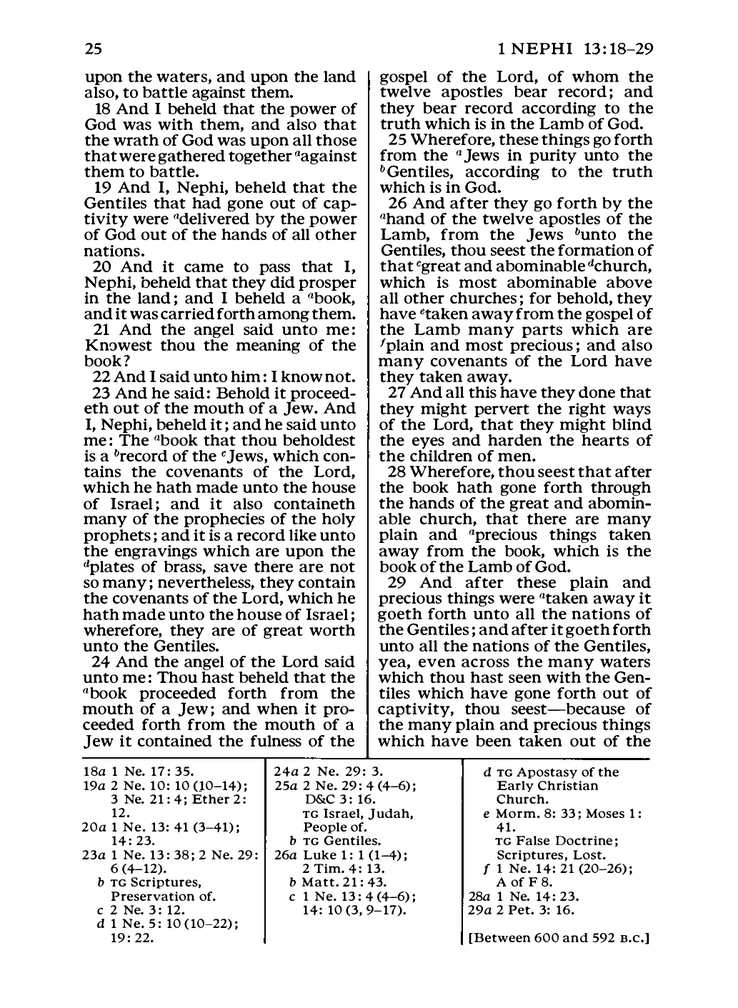 25
1 NEPHI 13:18–29
upon the waters, and upon the land
also, to battle against them.
18 And I beheld that the power of
God was with them, and also that
the wrath of God was upon all those
that were gathered together ᵃagainst
them to battle.
19 And I, Nephi, beheld that the
Gentiles that had gone out of cap-
tivity were ᵃdelivered by the power
of God out of the hands of all other
nations.
20 And it came to pass that I,
Nephi, beheld that they did prosper
in the land; and I beheld a ᵃbook,
and it was carried forth among them.
21 And the angel said unto me:
Knowest thou the meaning of the
book?
22 And I said unto him: I know not.
23 And he said: Behold it proceed-
eth out of the mouth of a Jew. And
I, Nephi, beheld it; and he said unto
me: The ᵃbook that thou beholdest
is a ᵇrecord of the ᶜJews, which con-
tains the covenants of the Lord,
which he hath made unto the house
of Israel; and it also containeth
many of the prophecies of the holy
prophets; and it is a record like unto
the engravings which are upon the
ᵈplates of brass, save there are not
so many; nevertheless, they contain
the covenants of the Lord, which he
hath made unto the house of Israel;
wherefore, they are of great worth
unto the Gentiles.
24 And the angel of the Lord said
unto me: Thou hast beheld that the
ᵃbook proceeded forth from the
mouth of a Jew; and when it pro-
ceeded forth from the mouth of a
Jew it contained the fulness of the
gospel of the Lord, of whom the
twelve apostles bear record; and
they bear record according to the
truth which is in the Lamb of God.
25 Wherefore, these things go forth
from the ᵃJews in purity unto the
ᵇGentiles, according to the truth
which is in God.
26 And after they go forth by the
ᵃhand of the twelve apostles of the
Lamb, from the Jews ᵇunto the
Gentiles, thou seest the formation of
that ᶜgreat and abominable ᵈchurch,
which is most abominable above
all other churches; for behold, they
have ᵉtaken away from the gospel of
the Lamb many parts which are
ᶠplain and most precious; and also
many covenants of the Lord have
they taken away.
27 And all this have they done that
they might pervert the right ways
of the Lord, that they might blind
the eyes and harden the hearts of
the children of men.
28 Wherefore, thou seest that after
the book hath gone forth through
the hands of the great and abomin-
able church, that there are many
plain and ᵃprecious things taken
away from the book, which is the
book of the Lamb of God.
29 And after these plain and
precious things were ᵃtaken away it
goeth forth unto all the nations of
the Gentiles; and after it goeth forth
unto all the nations of the Gentiles,
yea, even across the many waters
which thou hast seen with the Gen-
tiles which have gone forth out of
captivity, thou seest—because of
the many plain and precious things
which have been taken out of the
18a 1 Ne. 17: 35.
19a 2 Ne. 10: 10 (10–14);
3 Ne. 21: 4; Ether 2:
12.
20a 1 Ne. 13: 41 (3–41);
14: 23.
23a 1 Ne. 13: 38; 2 Ne. 29:
6 (4–12).
b TG Scriptures,
Preservation of.
c 2 Ne. 3: 12.
d 1 Ne. 5: 10 (10–22);
19: 22.
24a 2 Ne. 29: 3.
25a 2 Ne. 29: 4 (4–6);
D&C 3: 16.
TG Israel, Judah,
People of.
b TG Gentiles.
26a Luke 1: 1 (1–4);
2 Tim. 4: 13.
b Matt. 21: 43.
c 1 Ne. 13: 4 (4–6);
14: 10 (3, 9–17).
d TG Apostasy of the
Early Christian
Church.
e Morm. 8: 33; Moses 1:
41.
TG False Doctrine;
Scriptures, Lost.
f 1 Ne. 14: 21 (20–26);
A of F 8.
28a 1 Ne. 14: 23.
29a 2 Pet. 3: 16.
[Between 600 and 592 B.C.]